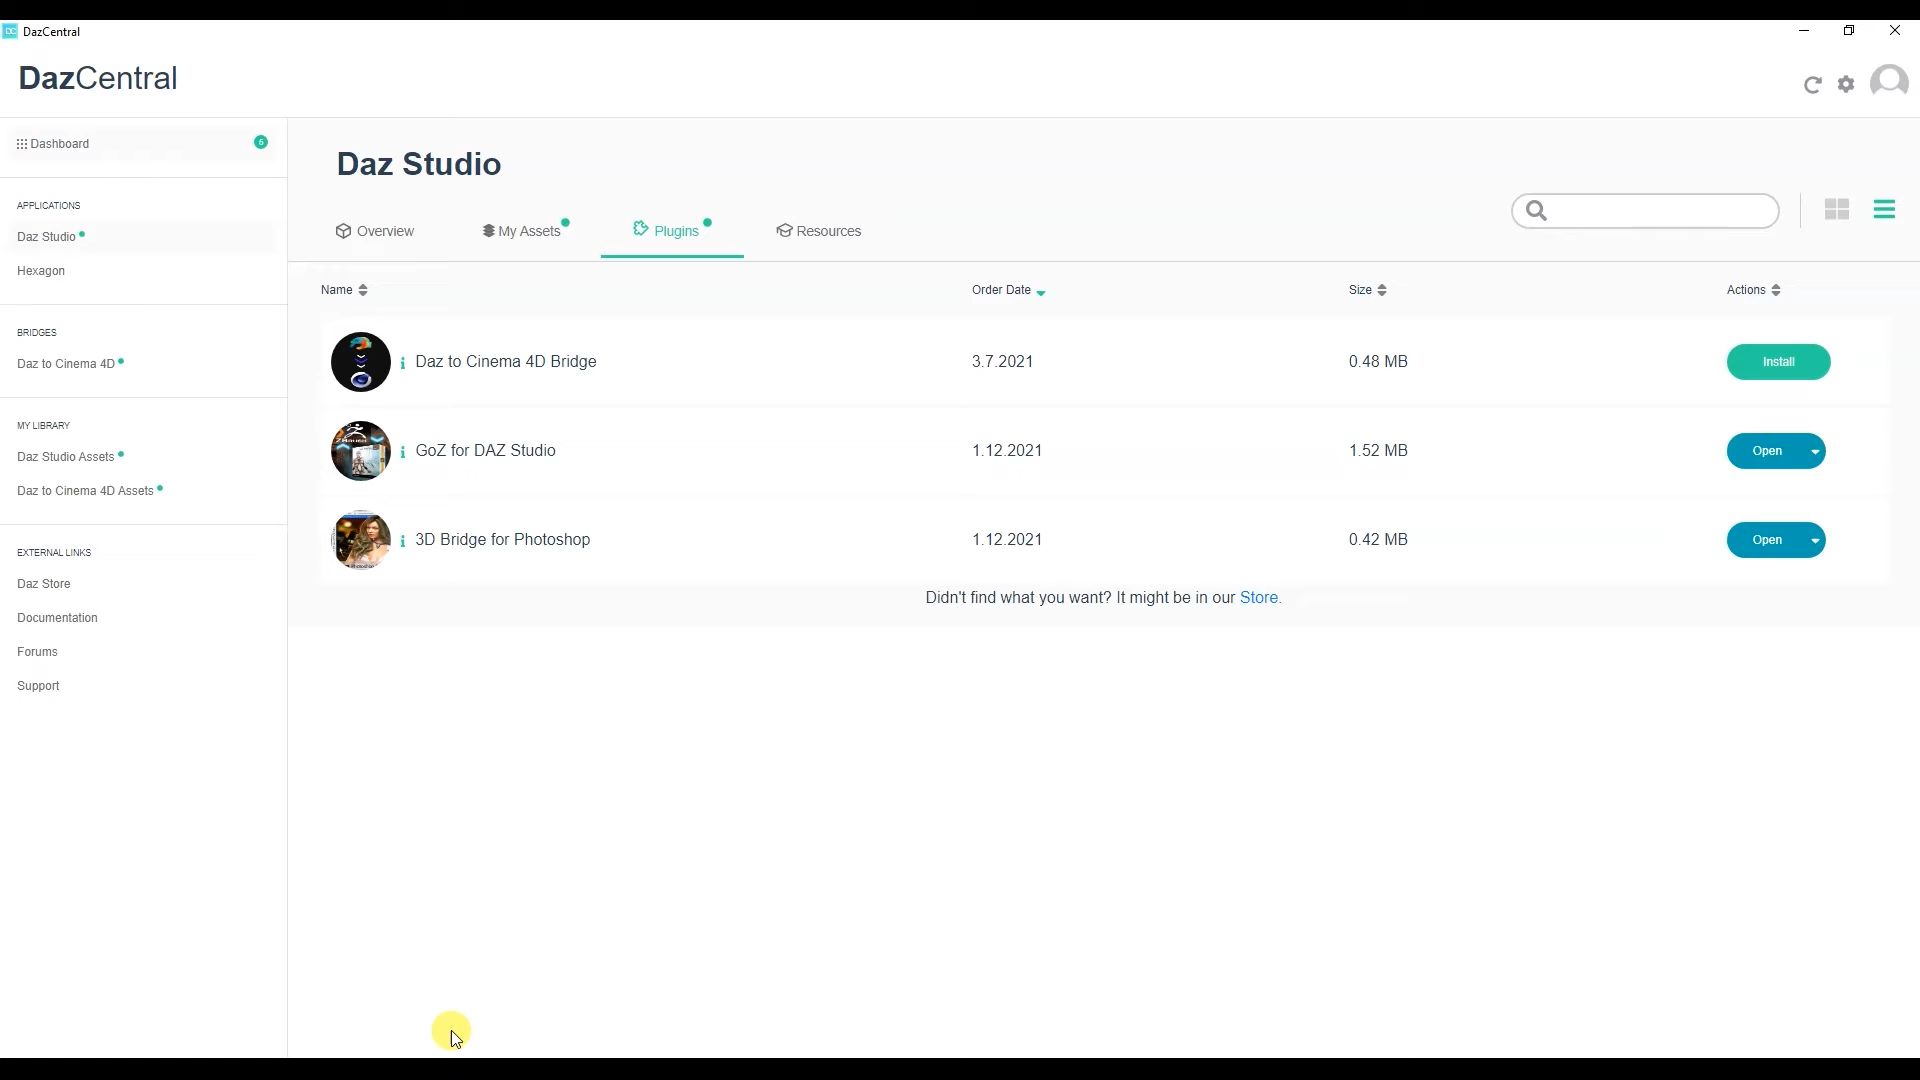 DazCentral
DazCentral
Dashboard 6
APPLICATIONS
Daz Studio
Hexagon
BRIDGES
Daz to Cinema 4D
MY LIBRARY
Daz Studio Assets
Daz to Cinema 4D Assets
EXTERNAL LINKS
Daz Store
Documentation
Forums
Support
Daz Studio
Overview My Assets Plugins Resources
Name Order Date Size Actions
Daz to Cinema 4D Bridge 3.7.2021 0.48 MB Install
GoZ for DAZ Studio 1.12.2021 1.52 MB Open
3D Bridge for Photoshop 1.12.2021 0.42 MB Open
Didn't find what you want? It might be in our Store.